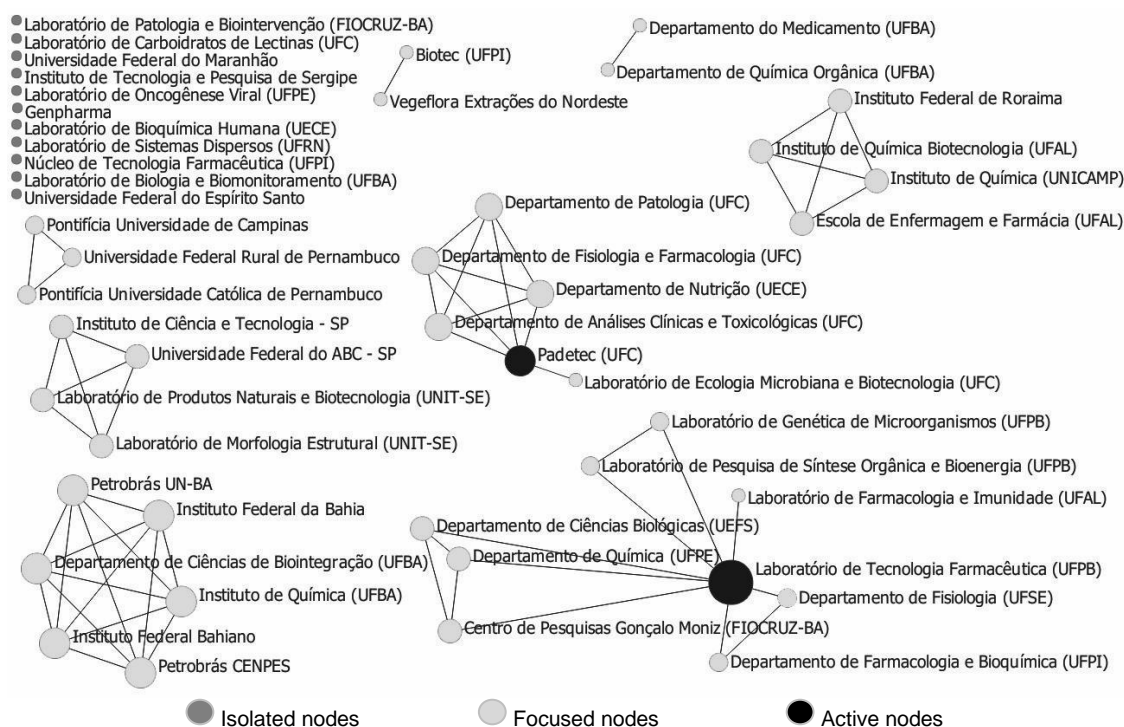 Laboratório de Patologia e Biointervenção (FIOCRUZ-BA)
Laboratório de Carboidratos de Lectinas (UFC)
Universidade Federal do Maranhão
Instituto de Tecnologia e Pesquisa de Sergipe
Laboratório de Oncogênese Viral (UFPE)
Genpharma
Laboratório de Bioquímica Humana (UECE)
Laboratório de Sistemas Dispersos (UFRN)
Núcleo de Tecnologia Farmacêutica (UFPI)
Laboratório de Biologia e Biomonitoramento (UFBA)
Universidade Federal do Espírito Santo
Biotec (UFPI)
Vegeflora Extrações do Nordeste
Departamento do Medicamento (UFBA)
Departamento de Química Orgânica (UFBA)
Instituto Federal de Roraima
Instituto de Química Biotecnologia (UFAL)
Instituto de Química (UNICAMP)
Escola de Enfermagem e Farmácia (UFAL)
Pontifícia Universidade de Campinas
Universidade Federal Rural de Pernambuco
Pontifícia Universidade Católica de Pernambuco
Departamento de Patologia (UFC)
Departamento de Fisiologia e Farmacologia (UFC)
Departamento de Nutrição (UECE)
Departamento de Análises Clínicas e Toxicológicas (UFC)
Padetec (UFC)
Laboratório de Ecologia Microbiana e Biotecnologia (UFC)
Instituto de Ciência e Tecnologia - SP
Universidade Federal do ABC - SP
Laboratório de Produtos Naturais e Biotecnologia (UNIT-SE)
Laboratório de Morfologia Estrutural (UNIT-SE)
Laboratório de Genética de Microorganismos (UFPB)
Laboratório de Pesquisa de Síntese Orgânica e Bioenergia (UFPB)
Laboratório de Farmacologia e Imunidade (UFAL)
Departamento de Ciências Biológicas (UEFS)
Departamento de Química (UFPE)
Laboratório de Tecnologia Farmacêutica (UFPB)
Departamento de Fisiologia (UFSE)
Centro de Pesquisas Gonçalo Moniz (FIOCRUZ-BA)
Departamento de Farmacologia e Bioquímica (UFPI)
Petrobrás UN-BA
Instituto Federal da Bahia
Departamento de Ciências de Biointegração (UFBA)
Instituto de Química (UFBA)
Instituto Federal Bahiano
Petrobrás CENPES
Isolated nodes
Focused nodes
Active nodes